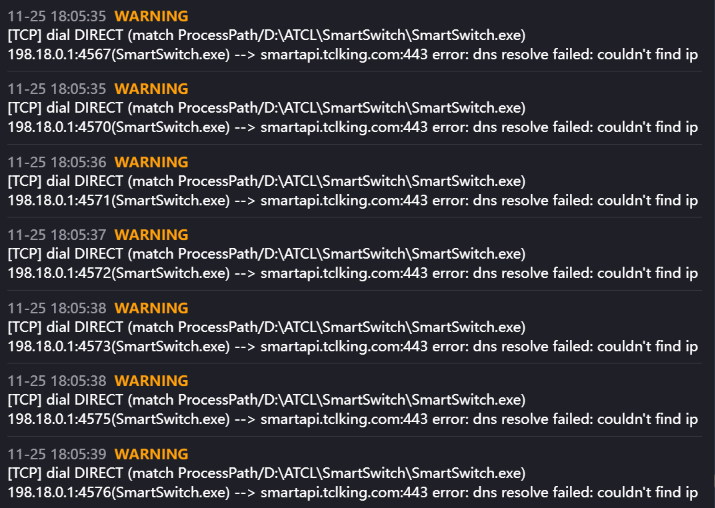 11-25 18:05:35 WARNING
[TCP] dial DIRECT (match ProcessPath/D:\ATCL\SmartSwitch\SmartSwitch.exe)
198.18.0.1:4567(SmartSwitch.exe) --> smartapi.tclking.com:443 error: dns resolve failed: couldn't find ip
11-25 18:05:35 WARNING
[TCP] dial DIRECT (match ProcessPath/D:\ATCL\SmartSwitch\SmartSwitch.exe)
198.18.0.1:4570(SmartSwitch.exe) --> smartapi.tclking.com:443 error: dns resolve failed: couldn't find ip
11-25 18:05:36 WARNING
[TCP] dial DIRECT (match ProcessPath/D:\ATCL\SmartSwitch\SmartSwitch.exe)
198.18.0.1:4571(SmartSwitch.exe) --> smartapi.tclking.com:443 error: dns resolve failed: couldn't find ip
11-25 18:05:37 WARNING
[TCP] dial DIRECT (match ProcessPath/D:\ATCL\SmartSwitch\SmartSwitch.exe)
198.18.0.1:4572(SmartSwitch.exe) --> smartapi.tclking.com:443 error: dns resolve failed: couldn't find ip
11-25 18:05:38 WARNING
[TCP] dial DIRECT (match ProcessPath/D:\ATCL\SmartSwitch\SmartSwitch.exe)
198.18.0.1:4573(SmartSwitch.exe) --> smartapi.tclking.com:443 error: dns resolve failed: couldn't find ip
11-25 18:05:38 WARNING
[TCP] dial DIRECT (match ProcessPath/D:\ATCL\SmartSwitch\SmartSwitch.exe)
198.18.0.1:4575(SmartSwitch.exe) --> smartapi.tclking.com:443 error: dns resolve failed: couldn't find ip
11-25 18:05:39 WARNING
[TCP] dial DIRECT (match ProcessPath/D:\ATCL\SmartSwitch\SmartSwitch.exe)
198.18.0.1:4576(SmartSwitch.exe) --> smartapi.tclking.com:443 error: dns resolve failed: couldn't find ip